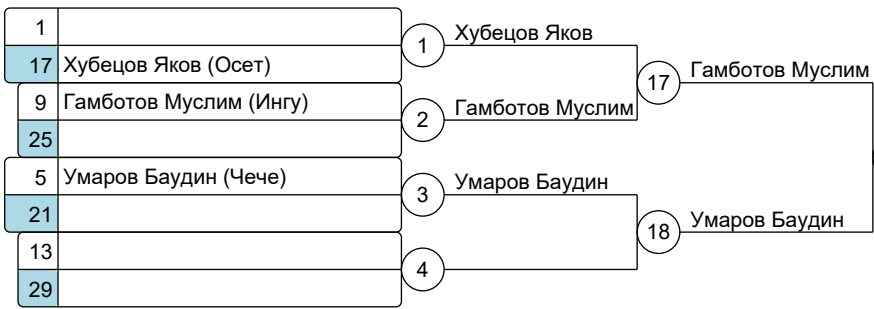 1
17 Хубецов Яков (Осет)
9 Гамботов Муслим (Ингу)
25
5 Умаров Баудин (Чече)
21
13
29
1
2
3
4
Хубецов Яков
Гамботов Муслим
Умаров Баудин
17
18
Гамботов Муслим
Умаров Баудин